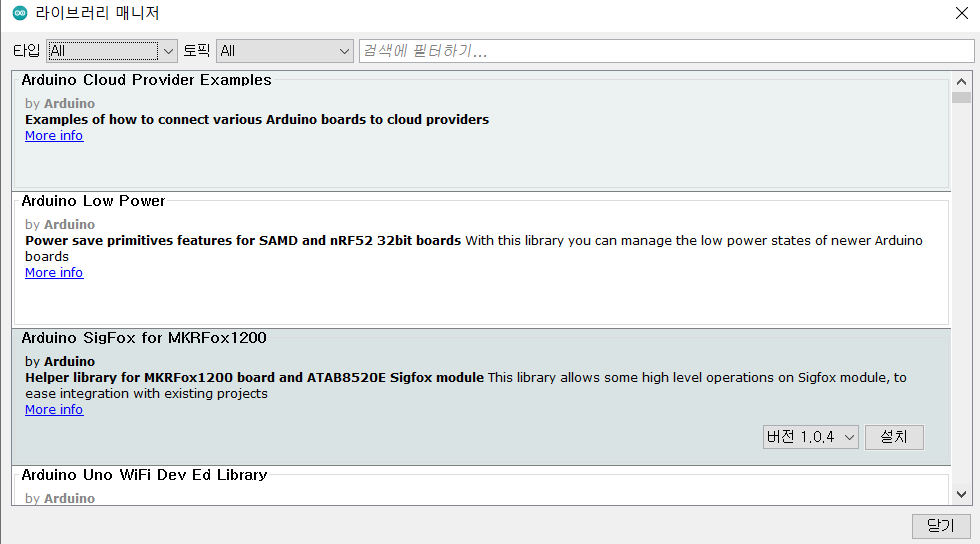 라이브러리 매니저
타입 All 토픽 All 검색에 필터하기...
Arduino Cloud Provider Examples
by Arduino
Examples of how to connect various Arduino boards to cloud providers
More info
Arduino Low Power
by Arduino
Power save primitives features for SAMD and nRF52 32bit boards With this library you can manage the low power states of newer Arduino
boards
More info
Arduino SigFox for MKRFox1200
by Arduino
Helper library for MKRFox1200 board and ATAB8520E Sigfox module This library allows some high level operations on Sigfox module, to
ease integration with existing projects
More info
버전 1.0.4 설치
Arduino Uno WiFi Dev Ed Library
by Arduino
닫기